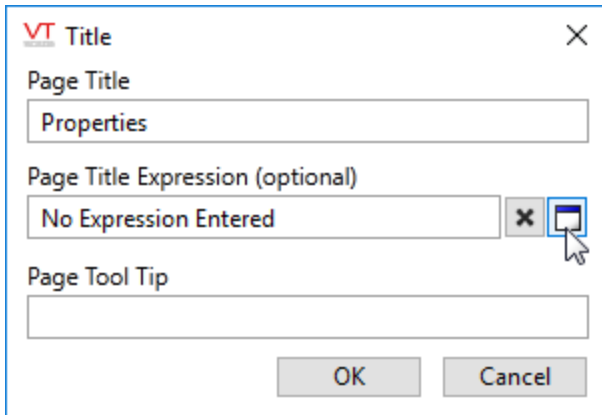 VT Title
Page Title
Properties
Page Title Expression (optional)
No Expression Entered
Page Tool Tip
OK Cancel